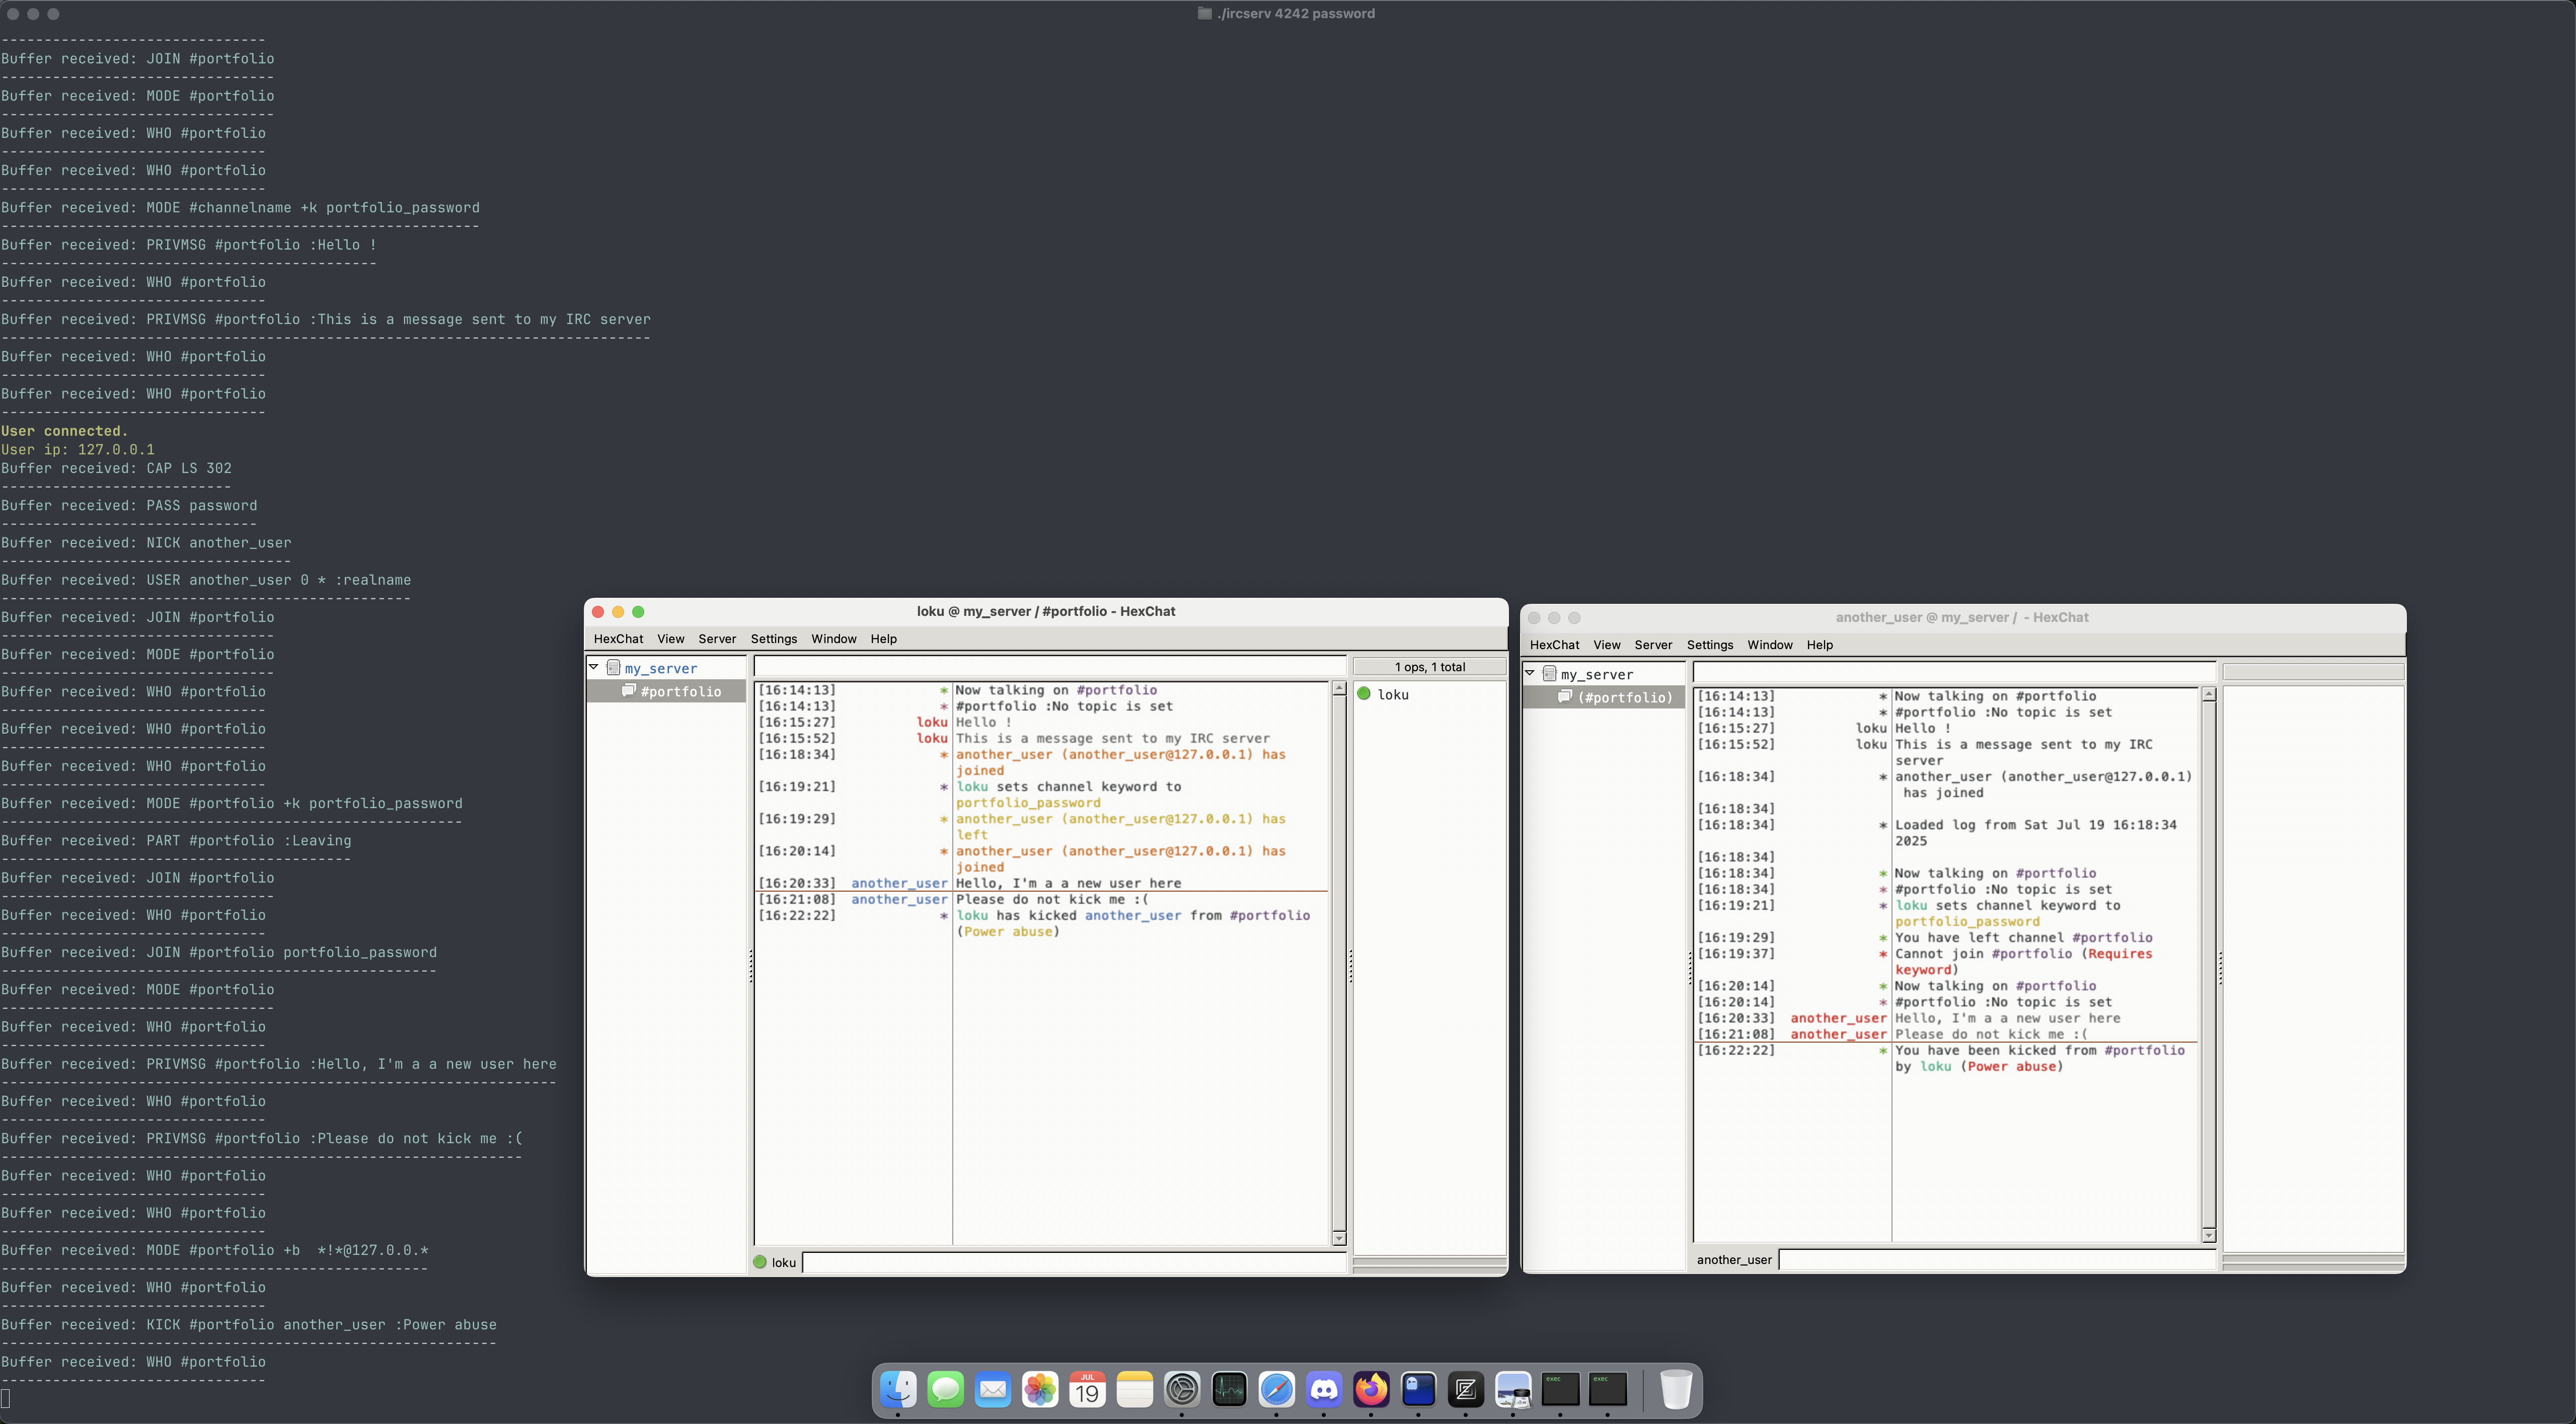 ./ircserv 4242 password
-------------------------------
Buffer received: JOIN #portfolio
--------------------------------
Buffer received: MODE #portfolio
--------------------------------
Buffer received: WHO #portfolio
-------------------------------
Buffer received: WHO #portfolio
-------------------------------
Buffer received: MODE #channelname +k portfolio_password
--------------------------------------------------------
Buffer received: PRIVMSG #portfolio :Hello !
--------------------------------------------
Buffer received: WHO #portfolio
-------------------------------
Buffer received: PRIVMSG #portfolio :This is a message sent to my IRC server
----------------------------------------------------------------------------
Buffer received: WHO #portfolio
-------------------------------
Buffer received: WHO #portfolio
-------------------------------
User connected.
User ip: 127.0.0.1
Buffer received: CAP LS 302
---------------------------
Buffer received: PASS password
------------------------------
Buffer received: NICK another_user
----------------------------------
Buffer received: USER another_user 0 * :realname
------------------------------------------------
Buffer received: JOIN #portfolio
--------------------------------
Buffer received: MODE #portfolio
--------------------------------
Buffer received: WHO #portfolio
-------------------------------
Buffer received: WHO #portfolio
-------------------------------
Buffer received: WHO #portfolio
-------------------------------
Buffer received: MODE #portfolio +k portfolio_password
------------------------------------------------------
Buffer received: PART #portfolio :Leaving
-----------------------------------------
Buffer received: JOIN #portfolio
--------------------------------
Buffer received: WHO #portfolio
-------------------------------
Buffer received: JOIN #portfolio portfolio_password
---------------------------------------------------
Buffer received: MODE #portfolio
--------------------------------
Buffer received: WHO #portfolio
-------------------------------
Buffer received: PRIVMSG #portfolio :Hello, I'm a a new user here
-----------------------------------------------------------------
Buffer received: WHO #portfolio
-------------------------------
Buffer received: PRIVMSG #portfolio :Please do not kick me :(
-------------------------------------------------------------
Buffer received: WHO #portfolio
-------------------------------
Buffer received: WHO #portfolio
-------------------------------
Buffer received: MODE #portfolio +b  *!*@127.0.0.*
--------------------------------------------------
Buffer received: WHO #portfolio
-------------------------------
Buffer received: KICK #portfolio another_user :Power abuse
----------------------------------------------------------
Buffer received: WHO #portfolio
-------------------------------
loku @ my_server / #portfolio - HexChat
HexChat View Server Settings Window Help
my_server
#portfolio
1 ops, 1 total
loku
[16:14:13] * Now talking on #portfolio
[16:14:13] * #portfolio :No topic is set
[16:15:27] loku Hello !
[16:15:52] loku This is a message sent to my IRC server
[16:18:34] * another_user (another_user@127.0.0.1) has
joined
[16:19:21] * loku sets channel keyword to
portfolio_password
[16:19:29] * another_user (another_user@127.0.0.1) has
left
[16:20:14] * another_user (another_user@127.0.0.1) has
joined
[16:20:33] another_user Hello, I'm a a new user here
[16:21:08] another_user Please do not kick me :(
[16:22:22] * loku has kicked another_user from #portfolio
(Power abuse)
loku
another_user @ my_server /  - HexChat
HexChat View Server Settings Window Help
my_server
(#portfolio)
[16:14:13] * Now talking on #portfolio
[16:14:13] * #portfolio :No topic is set
[16:15:27] loku Hello !
[16:15:52] loku This is a message sent to my IRC
server
[16:18:34] * another_user (another_user@127.0.0.1)
has joined
[16:18:34]
[16:18:34] * Loaded log from Sat Jul 19 16:18:34
2025
[16:18:34]
[16:18:34] * Now talking on #portfolio
[16:18:34] * #portfolio :No topic is set
[16:19:21] * loku sets channel keyword to
portfolio_password
[16:19:29] * You have left channel #portfolio
[16:19:37] * Cannot join #portfolio (Requires
keyword)
[16:20:14] * Now talking on #portfolio
[16:20:14] * #portfolio :No topic is set
[16:20:33] another_user Hello, I'm a a new user here
[16:21:08] another_user Please do not kick me :(
[16:22:22] * You have been kicked from #portfolio
by loku (Power abuse)
another_user
JUL
19
exec
exec